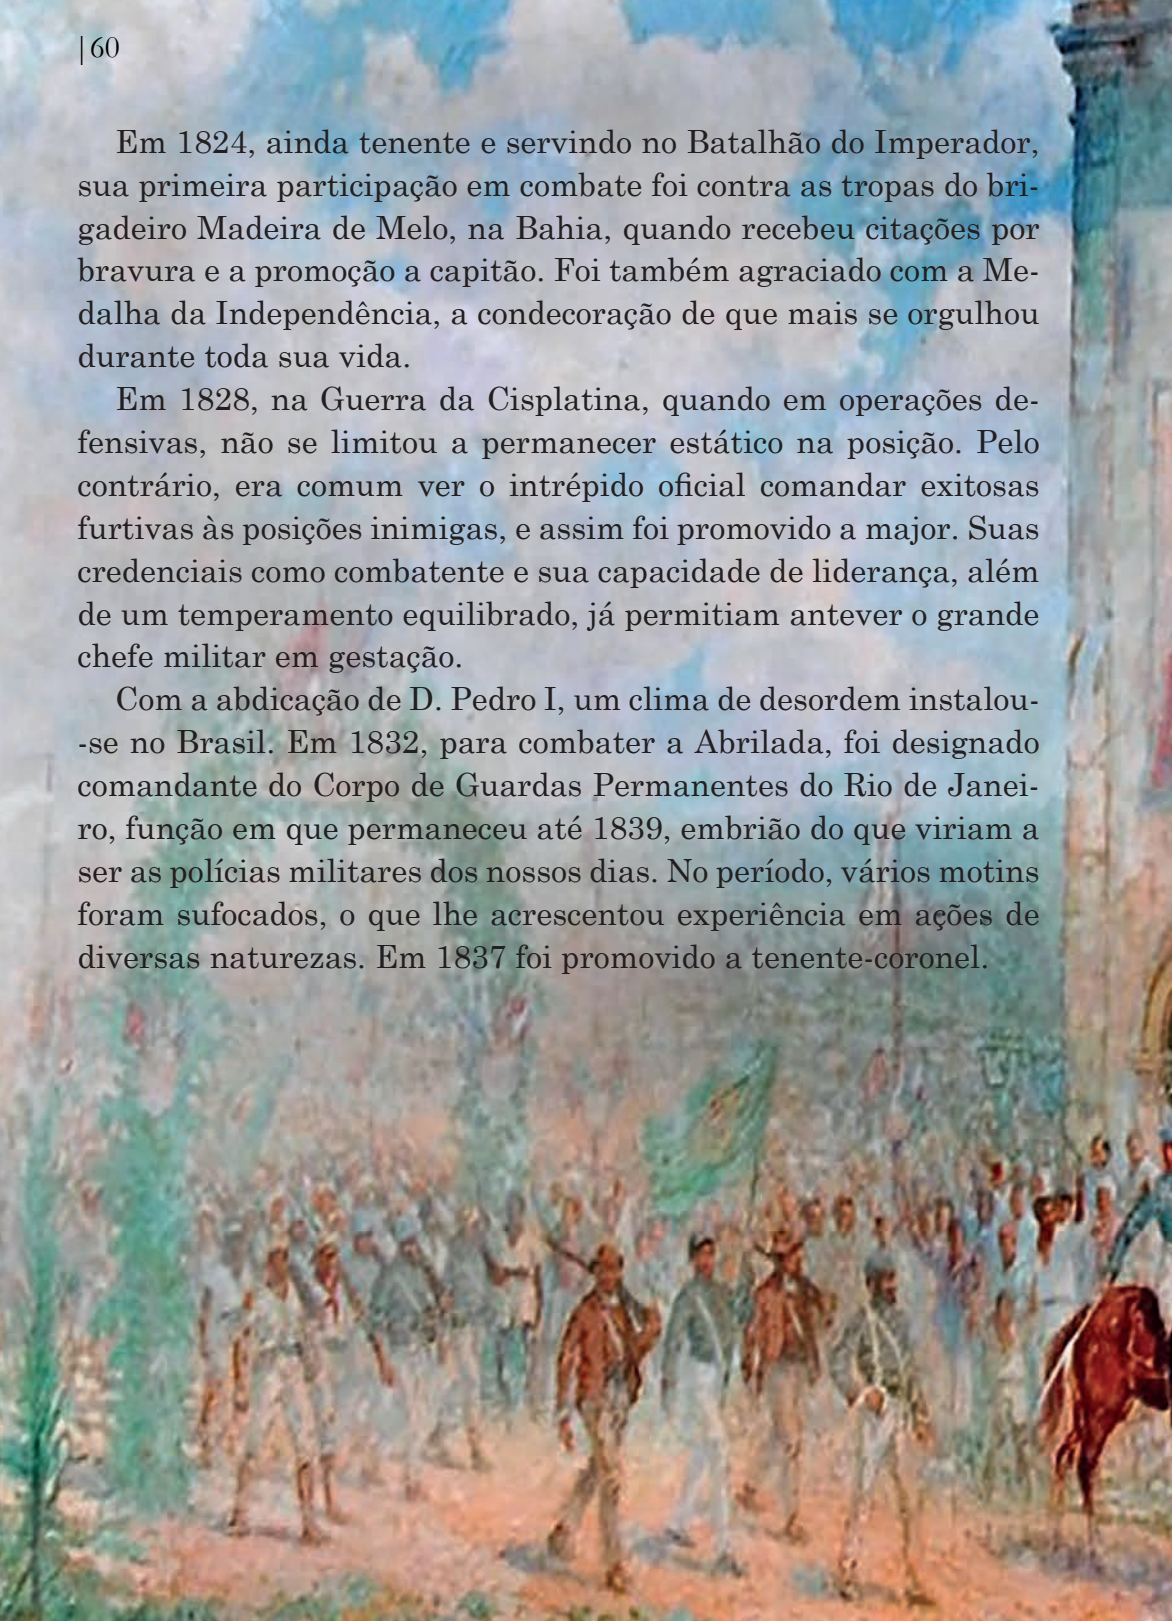 |60
Em 1824, ainda tenente e servindo no Batalhão do Imperador,
sua primeira participação em combate foi contra as tropas do bri-
gadeiro Madeira de Melo, na Bahia, quando recebeu citações por
bravura e a promoção a capitão. Foi também agraciado com a Me-
dalha da Independência, a condecoração de que mais se orgulhou
durante toda sua vida.
Em 1828, na Guerra da Cisplatina, quando em operações de-
fensivas, não se limitou a permanecer estático na posição. Pelo
contrário, era comum ver o intrépido oficial comandar exitosas
furtivas às posições inimigas, e assim foi promovido a major. Suas
credenciais como combatente e sua capacidade de liderança, além
de um temperamento equilibrado, já permitiam antever o grande
chefe militar em gestação.
Com a abdicação de D. Pedro I, um clima de desordem instalou-
-se no Brasil. Em 1832, para combater a Abrilada, foi designado
comandante do Corpo de Guardas Permanentes do Rio de Janei-
ro, função em que permaneceu até 1839, embrião do que viriam a
ser as polícias militares dos nossos dias. No período, vários motins
foram sufocados, o que lhe acrescentou experiência em ações de
diversas naturezas. Em 1837 foi promovido a tenente-coronel.